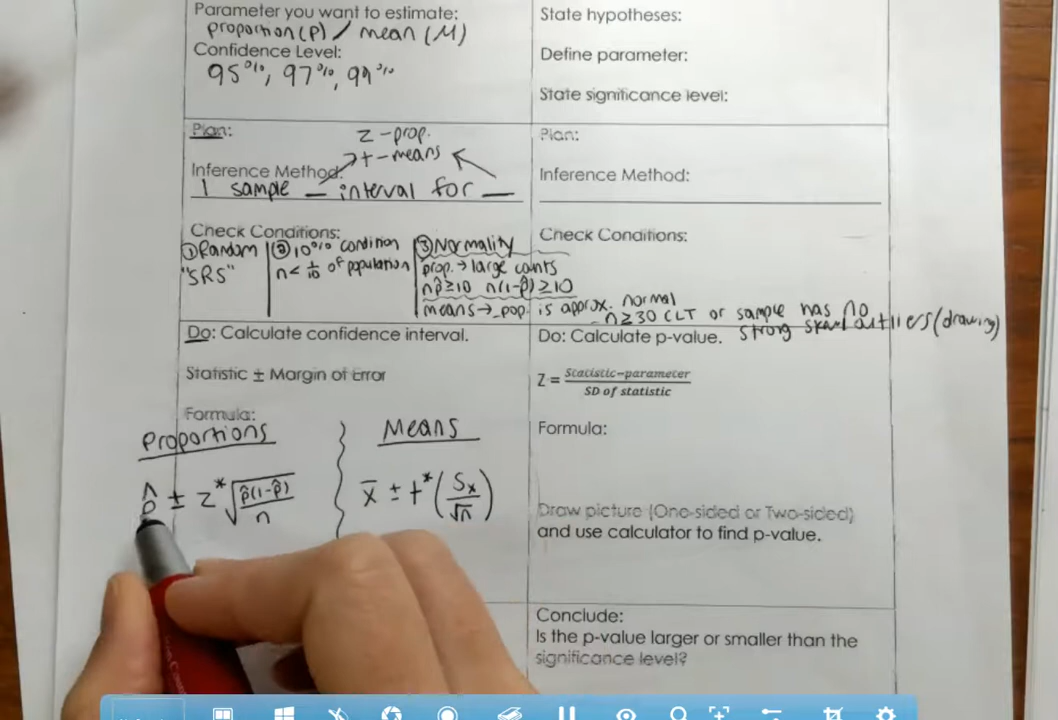 Parameter you want to estimate:
proportion(p) / mean (μ)
Confidence Level:
95%, 97%, 99%
Plan:
z-prop.
t-means
Inference Method:
1 sample _ interval for _
Check Conditions:
① Random
"SRS"
② 10% condition
n < 1/10 of population
③ Normality
prop. → large counts
np̂≥10 n(1-p̂)≥10
means → pop. is approx. normal
- n≥30 CLT or sample has no
strong skew/outliers (drawing)
Do: Calculate confidence interval.
Statistic ± Margin of Error
Formula:
Proportions
p̂ ± z* √(p̂(1-p̂)/n)
Means
x̄ ± t* (Sx/√n)
State hypotheses:
Define parameter:
State significance level:
Plan:
Inference Method:
Check Conditions:
Do: Calculate p-value.
Z = Statistic-parameter / SD of statistic
Formula:
Draw picture (One-sided or Two-sided)
and use calculator to find p-value.
Conclude:
Is the p-value larger or smaller than the
significance level?